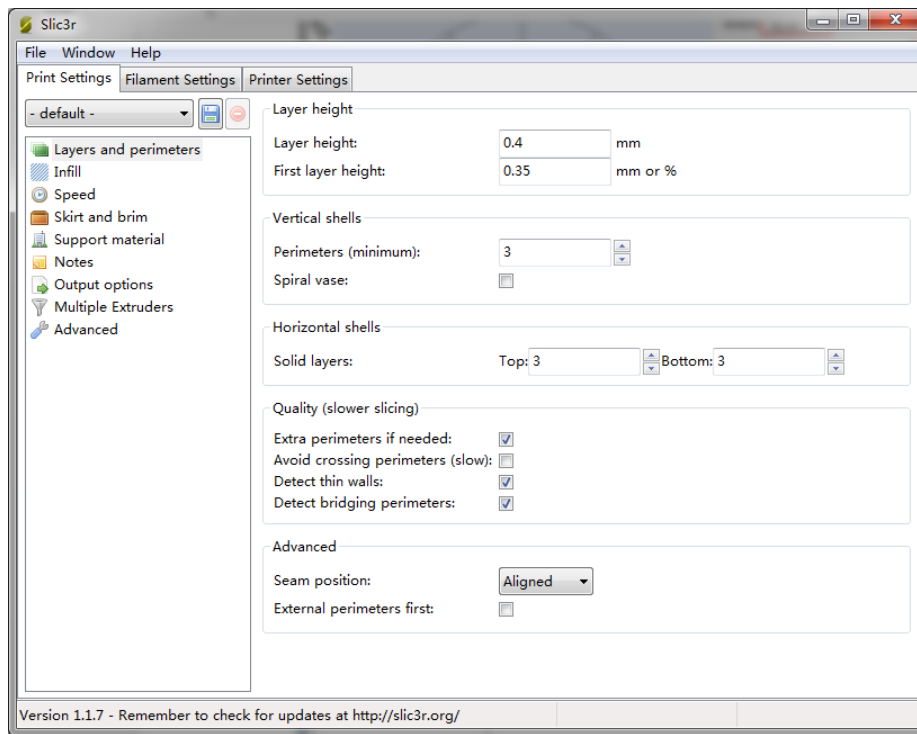 Slic3r
File Window Help
Print Settings Filament Settings Printer Settings
- default -
Layers and perimeters
Infill
Speed
Skirt and brim
Support material
Notes
Output options
Multiple Extruders
Advanced
Layer height
Layer height: 0.4 mm
First layer height: 0.35 mm or %
Vertical shells
Perimeters (minimum): 3
Spiral vase:
Horizontal shells
Solid layers: Top: 3 Bottom: 3
Quality (slower slicing)
Extra perimeters if needed:
Avoid crossing perimeters (slow):
Detect thin walls:
Detect bridging perimeters:
Advanced
Seam position: Aligned
External perimeters first:
Version 1.1.7 - Remember to check for updates at http://slic3r.org/